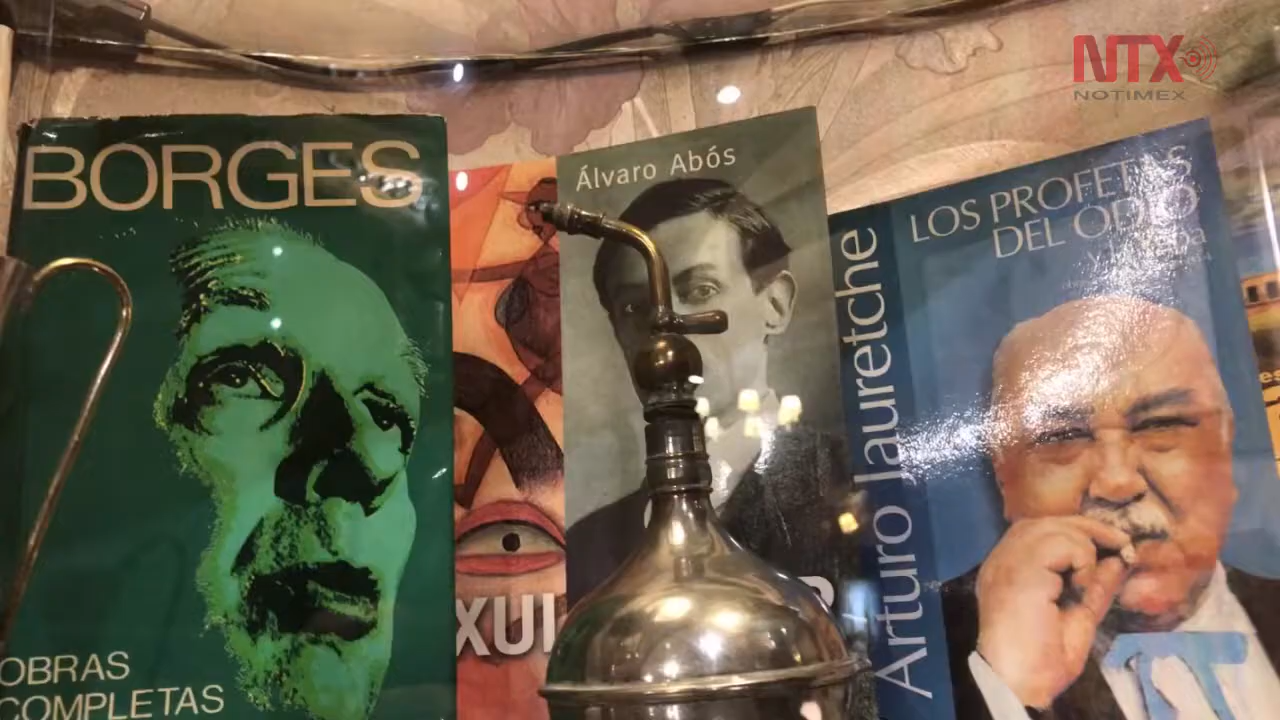 NTX
NOTIMEX
BORGES
OBRAS
COMPLETAS
XUL
Álvaro Abós
Arturo Jauretche
LOS PROFETAS
DEL ODIO